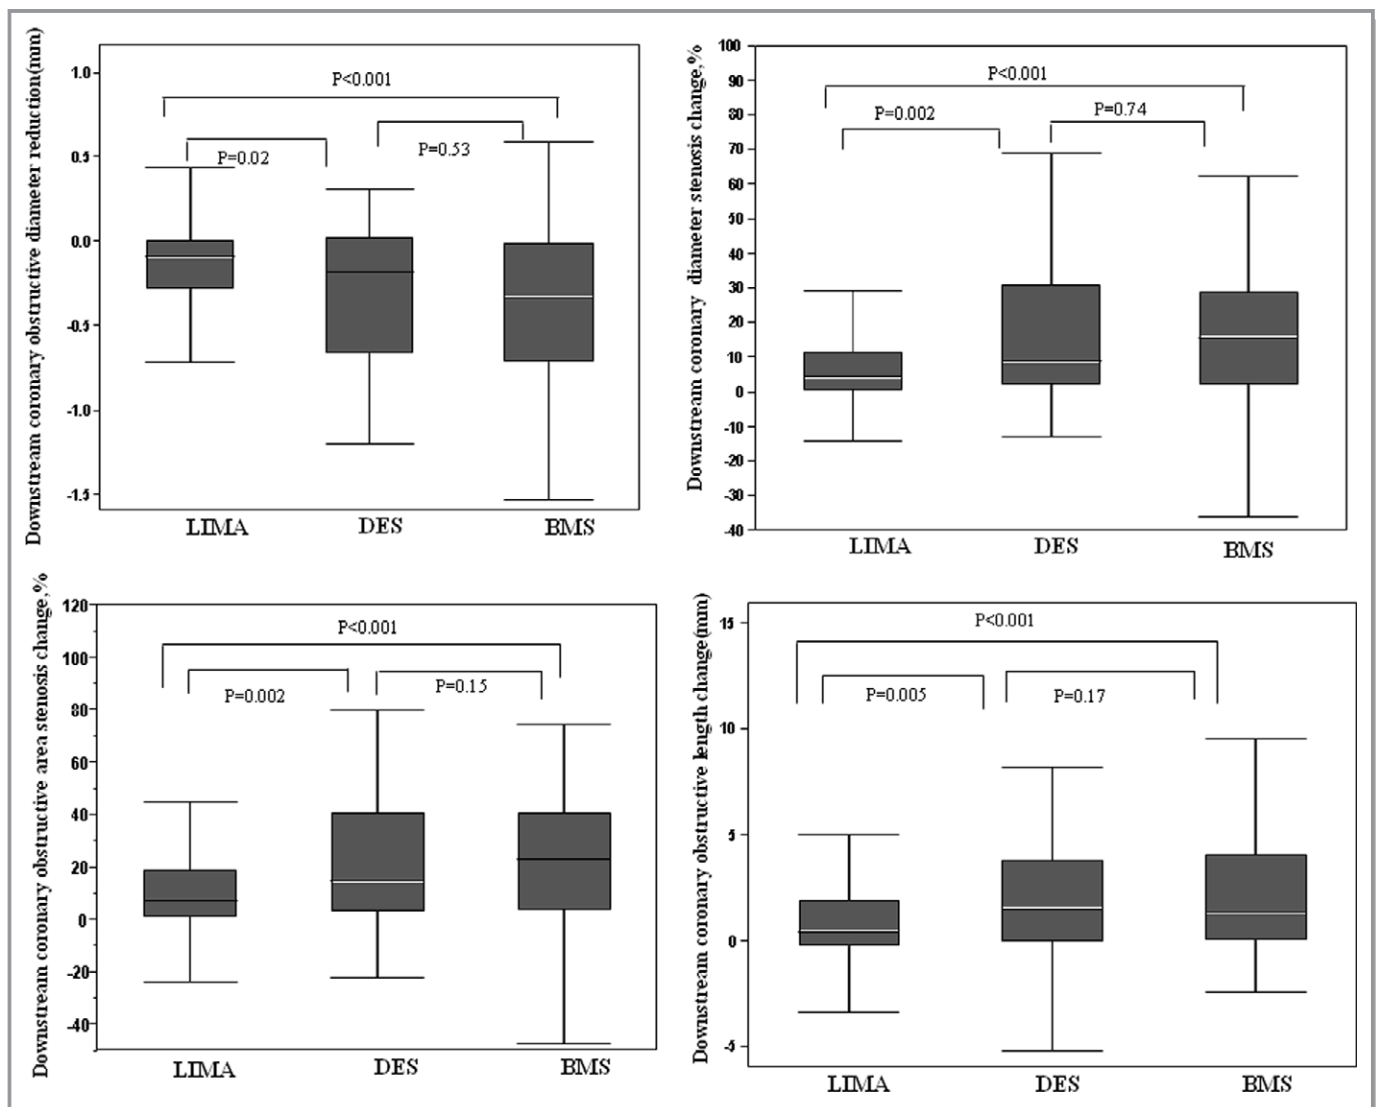 Downstream coronary obstructive diameter reduction(mm)
1.0
0.5
0.0
-0.5
-1.0
-1.5
P<0.001
P=0.02
P=0.53
LIMA DES BMS
Downstream coronary diameter stenosis change,%
100
90
80
70
60
50
40
30
20
10
0
-10
-20
-30
-40
P<0.001
P=0.002
P=0.74
LIMA DES BMS
Downstream coronary obstructive area stenosis change,%
120
100
80
60
40
20
0
-20
-40
P<0.001
P=0.002
P=0.15
LIMA DES BMS
Downstream coronary obstructive length change(mm)
15
10
5
0
-5
P<0.001
P=0.005
P=0.17
LIMA DES BMS